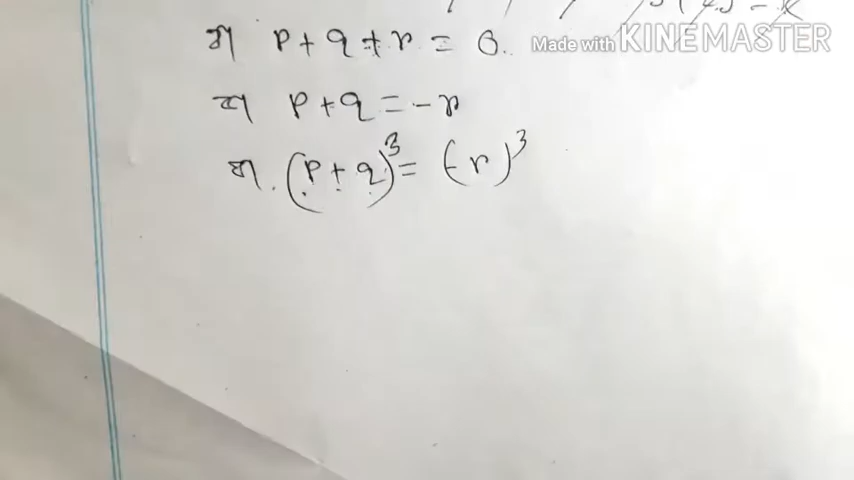 Made with KINEMASTER
या p + q + r = 0.
या p + q = - r
या. (p + q)³ = (- r)³